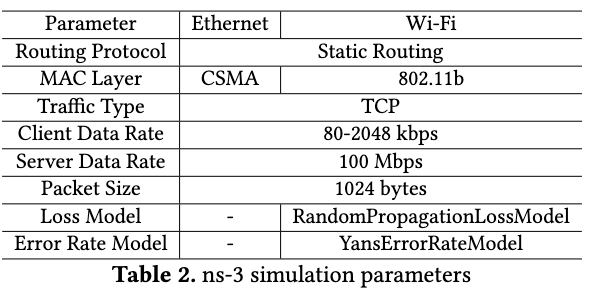 Parameter Ethernet Wi-Fi
Routing Protocol Static Routing
MAC Layer CSMA 802.11b
Traffic Type TCP
Client Data Rate 80-2048 kbps
Server Data Rate 100 Mbps
Packet Size 1024 bytes
Loss Model - RandomPropagationLossModel
Error Rate Model - YansErrorRateModel
Table 2. ns-3 simulation parameters